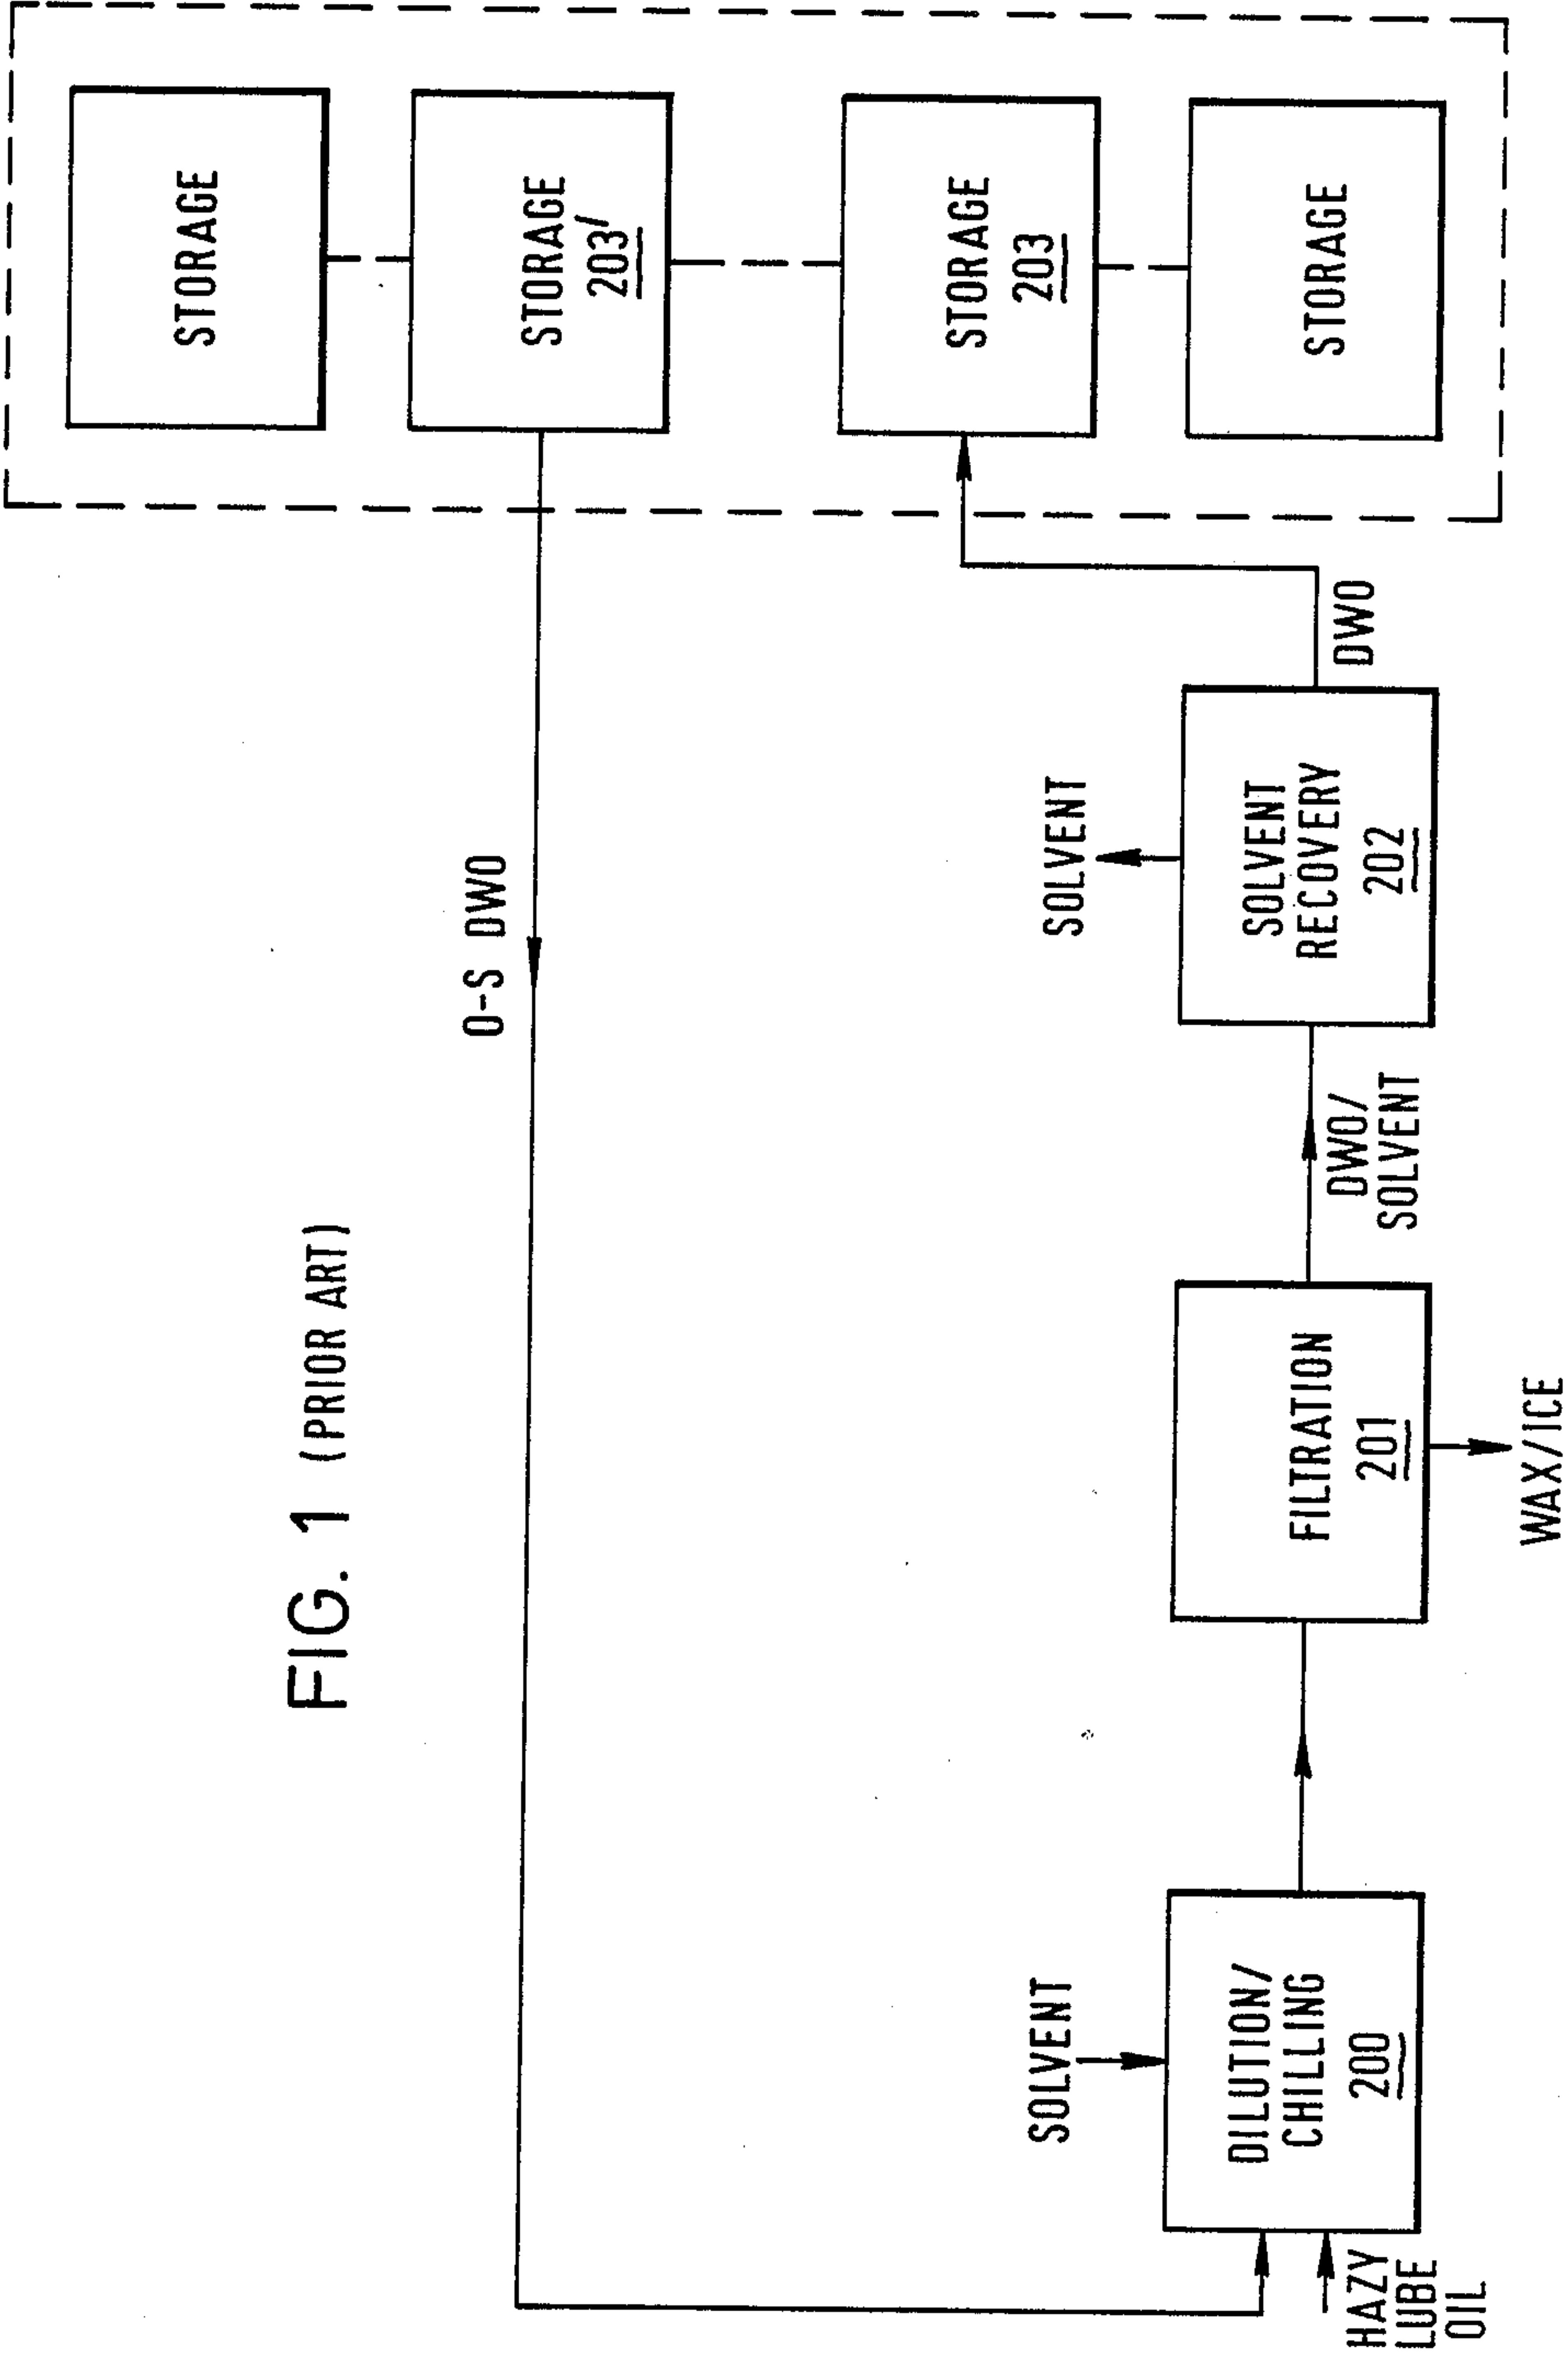 FIG. 1 (PRIOR ART)
O-S DWO
SOLVENT
DILUTION/
CHILLING
200
HAZY
LUBE
OIL
FILTRATION
201
WAX/ICE
DWO/
SOLVENT
SOLVENT
SOLVENT
RECOVERY
202
DWO
STORAGE
STORAGE
203'
STORAGE
203
STORAGE